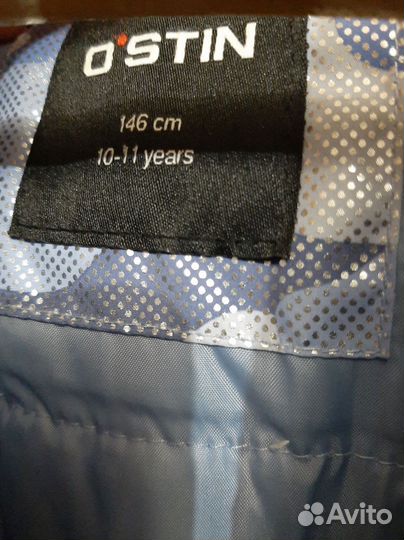 O'STIN
146 cm
10-11 years
Avito